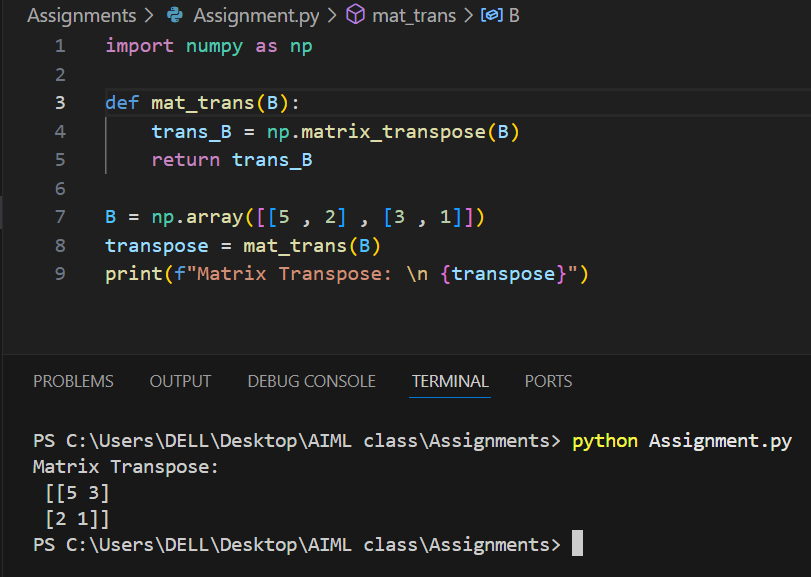 Assignments > Assignment.py > mat_trans > B
1 import numpy as np
2
3 def mat_trans(B):
4     trans_B = np.matrix_transpose(B)
5     return trans_B
6
7 B = np.array([[5 , 2] , [3 , 1]])
8 transpose = mat_trans(B)
9 print(f"Matrix Transpose: \n {transpose}")
PROBLEMS OUTPUT DEBUG CONSOLE TERMINAL PORTS
PS C:\Users\DELL\Desktop\AIML class\Assignments> python Assignment.py
Matrix Transpose:
 [[5 3]
 [2 1]]
PS C:\Users\DELL\Desktop\AIML class\Assignments>